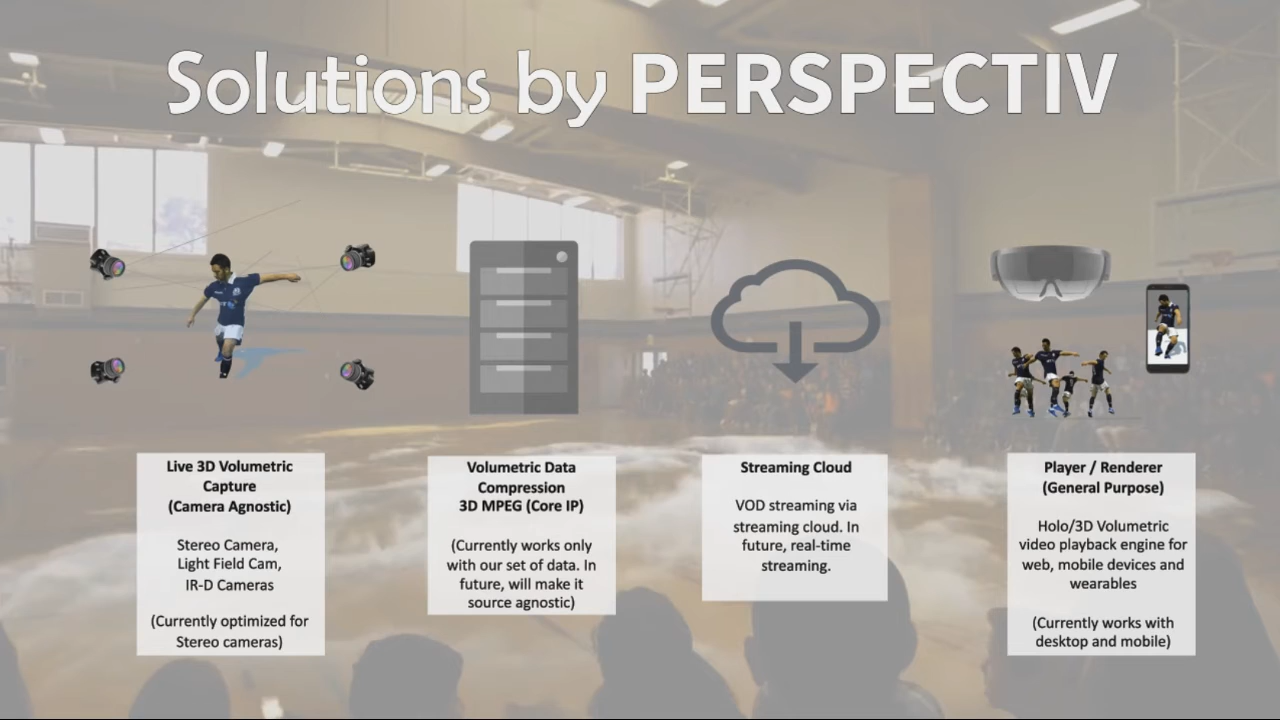 Solutions by PERSPECTIV
Live 3D Volumetric
Capture
(Camera Agnostic)
Stereo Camera,
Light Field Cam,
IR-D Cameras
(Currently optimized for
Stereo cameras)
Volumetric Data
Compression
3D MPEG (Core IP)
(Currently works only
with our set of data. In
future, will make it
source agnostic)
Streaming Cloud
VOD streaming via
streaming cloud. In
future, real-time
streaming.
Player / Renderer
(General Purpose)
Holo/3D Volumetric
video playback engine for
web, mobile devices and
wearables
(Currently works with
desktop and mobile)